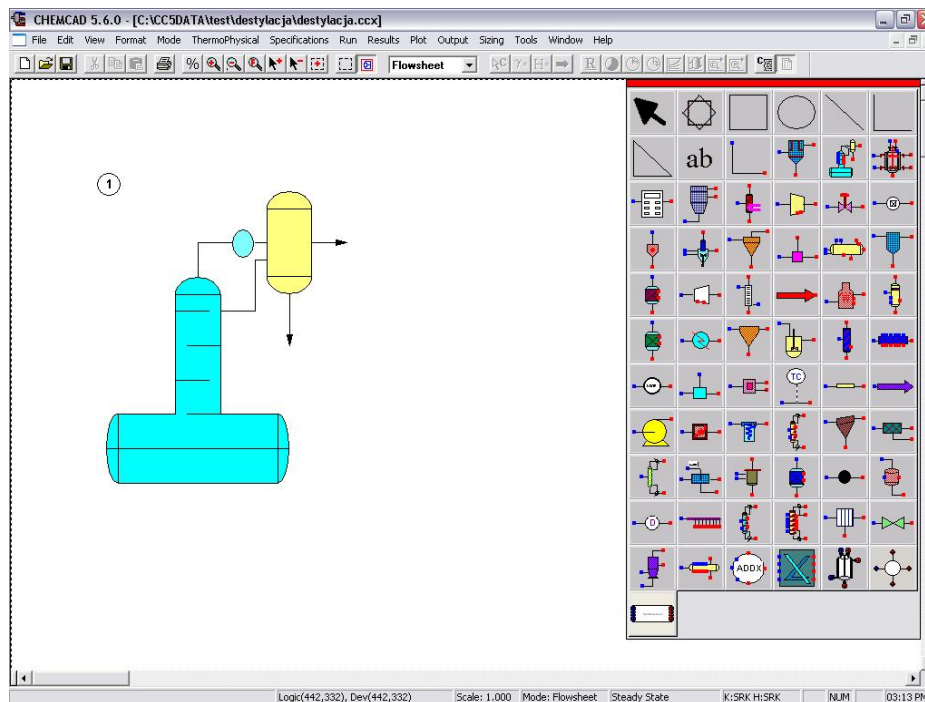 CHEMCAD 5.6.0 - [C:\CC5DATA\test\destylacja\destylacja.ccx]
File Edit View Format Mode ThermoPhysical Specifications Run Results Plot Output Sizing Tools Window Help
% Flowsheet R
ab
1
TC
D
ADDX
Logic(442,332), Dev(442,332) Scale: 1.000 Mode: Flowsheet Steady State K:SRK H:SRK NUM 03:13 PM